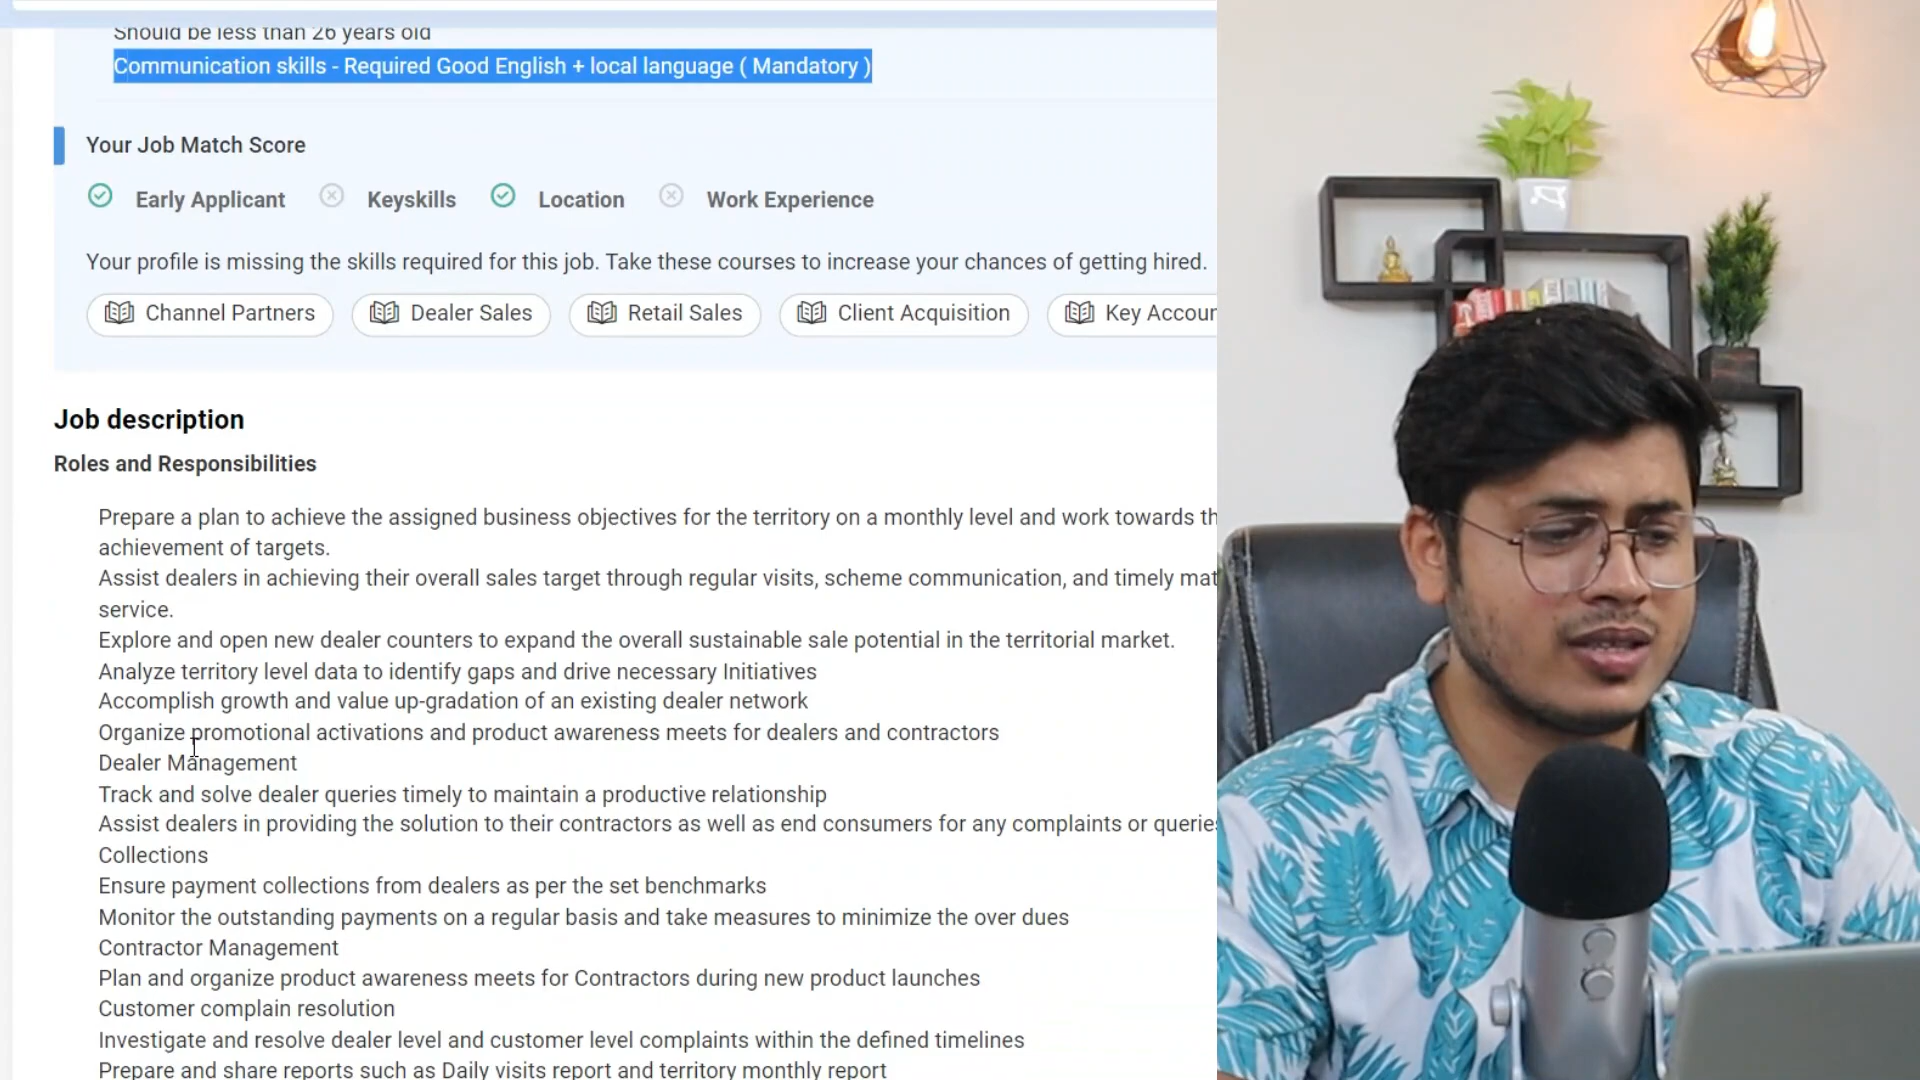 Should be less than 26 years old
Communication skills - Required Good English + local language ( Mandatory )
Your Job Match Score
Early Applicant Keyskills Location Work Experience
Your profile is missing the skills required for this job. Take these courses to increase your chances of getting hired.
Channel Partners Dealer Sales Retail Sales Client Acquisition Key Accoun
Job description
Roles and Responsibilities
Prepare a plan to achieve the assigned business objectives for the territory on a monthly level and work towards th
achievement of targets.
Assist dealers in achieving their overall sales target through regular visits, scheme communication, and timely mat
service.
Explore and open new dealer counters to expand the overall sustainable sale potential in the territorial market.
Analyze territory level data to identify gaps and drive necessary Initiatives
Accomplish growth and value up-gradation of an existing dealer network
Organize promotional activations and product awareness meets for dealers and contractors
Dealer Management
Track and solve dealer queries timely to maintain a productive relationship
Assist dealers in providing the solution to their contractors as well as end consumers for any complaints or queries
Collections
Ensure payment collections from dealers as per the set benchmarks
Monitor the outstanding payments on a regular basis and take measures to minimize the over dues
Contractor Management
Plan and organize product awareness meets for Contractors during new product launches
Customer complain resolution
Investigate and resolve dealer level and customer level complaints within the defined timelines
Prepare and share reports such as Daily visits report and territory monthly report